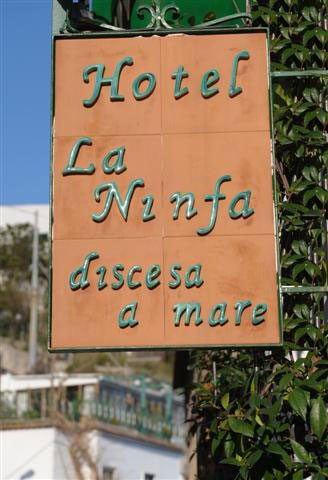 Hotel
La
Ninfa
discesa
a mare